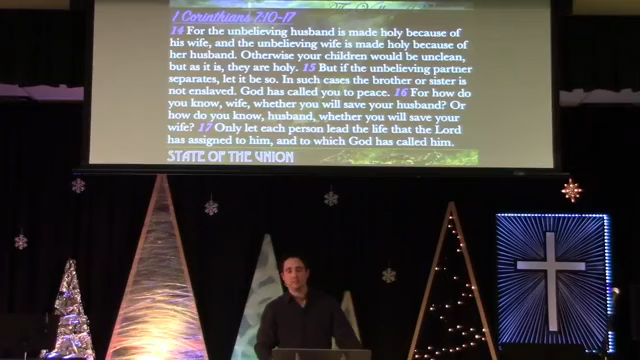 1 Corinthians 7:10-17
14 For the unbelieving husband is made holy because of
his wife, and the unbelieving wife is made holy because of
her husband. Otherwise your children would be unclean,
but as it is, they are holy. 15 But if the unbelieving partner
separates, let it be so. In such cases the brother or sister is
not enslaved. God has called you to peace. 16 For how do
you know, wife, whether you will save your husband? Or
how do you know, husband, whether you will save your
wife? 17 Only let each person lead the life that the Lord
has assigned to him, and to which God has called him.
STATE OF THE UNION